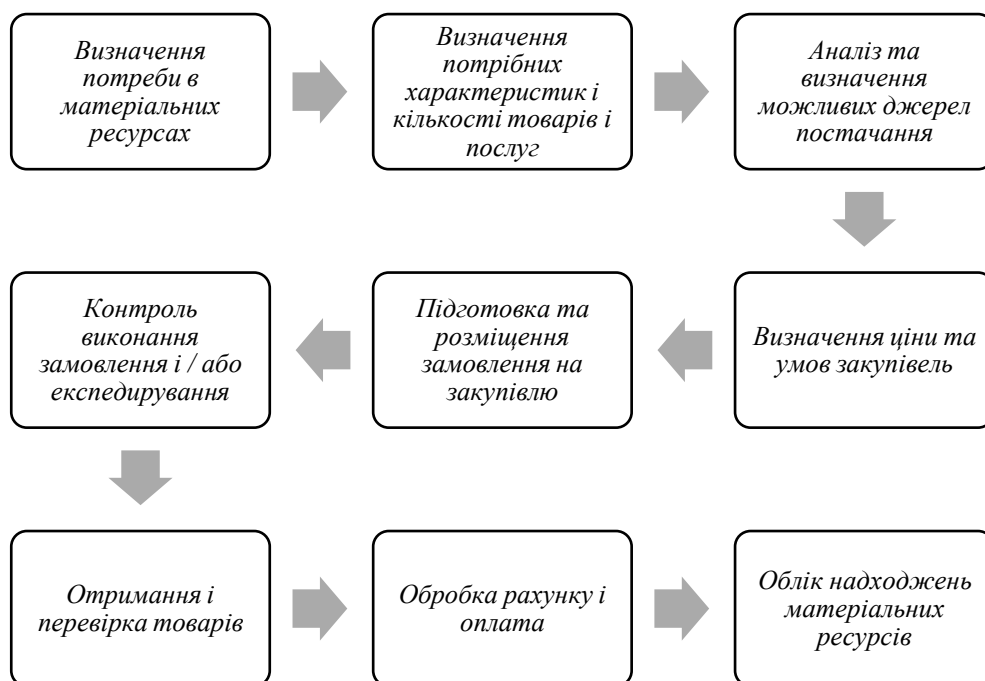 Визначення
потреби в
матеріальних
ресурсах
Визначення
потрібних
характеристик і
кількості товарів і
послуг
Аналіз та
визначення
можливих джерел
постачання
Визначення ціни та
умов закупівель
Підготовка та
розміщення
замовлення на
закупівлю
Контроль
виконання
замовлення і / або
експедирування
Отримання і
перевірка товарів
Обробка рахунку і
оплата
Облік надходжень
матеріальних
ресурсів